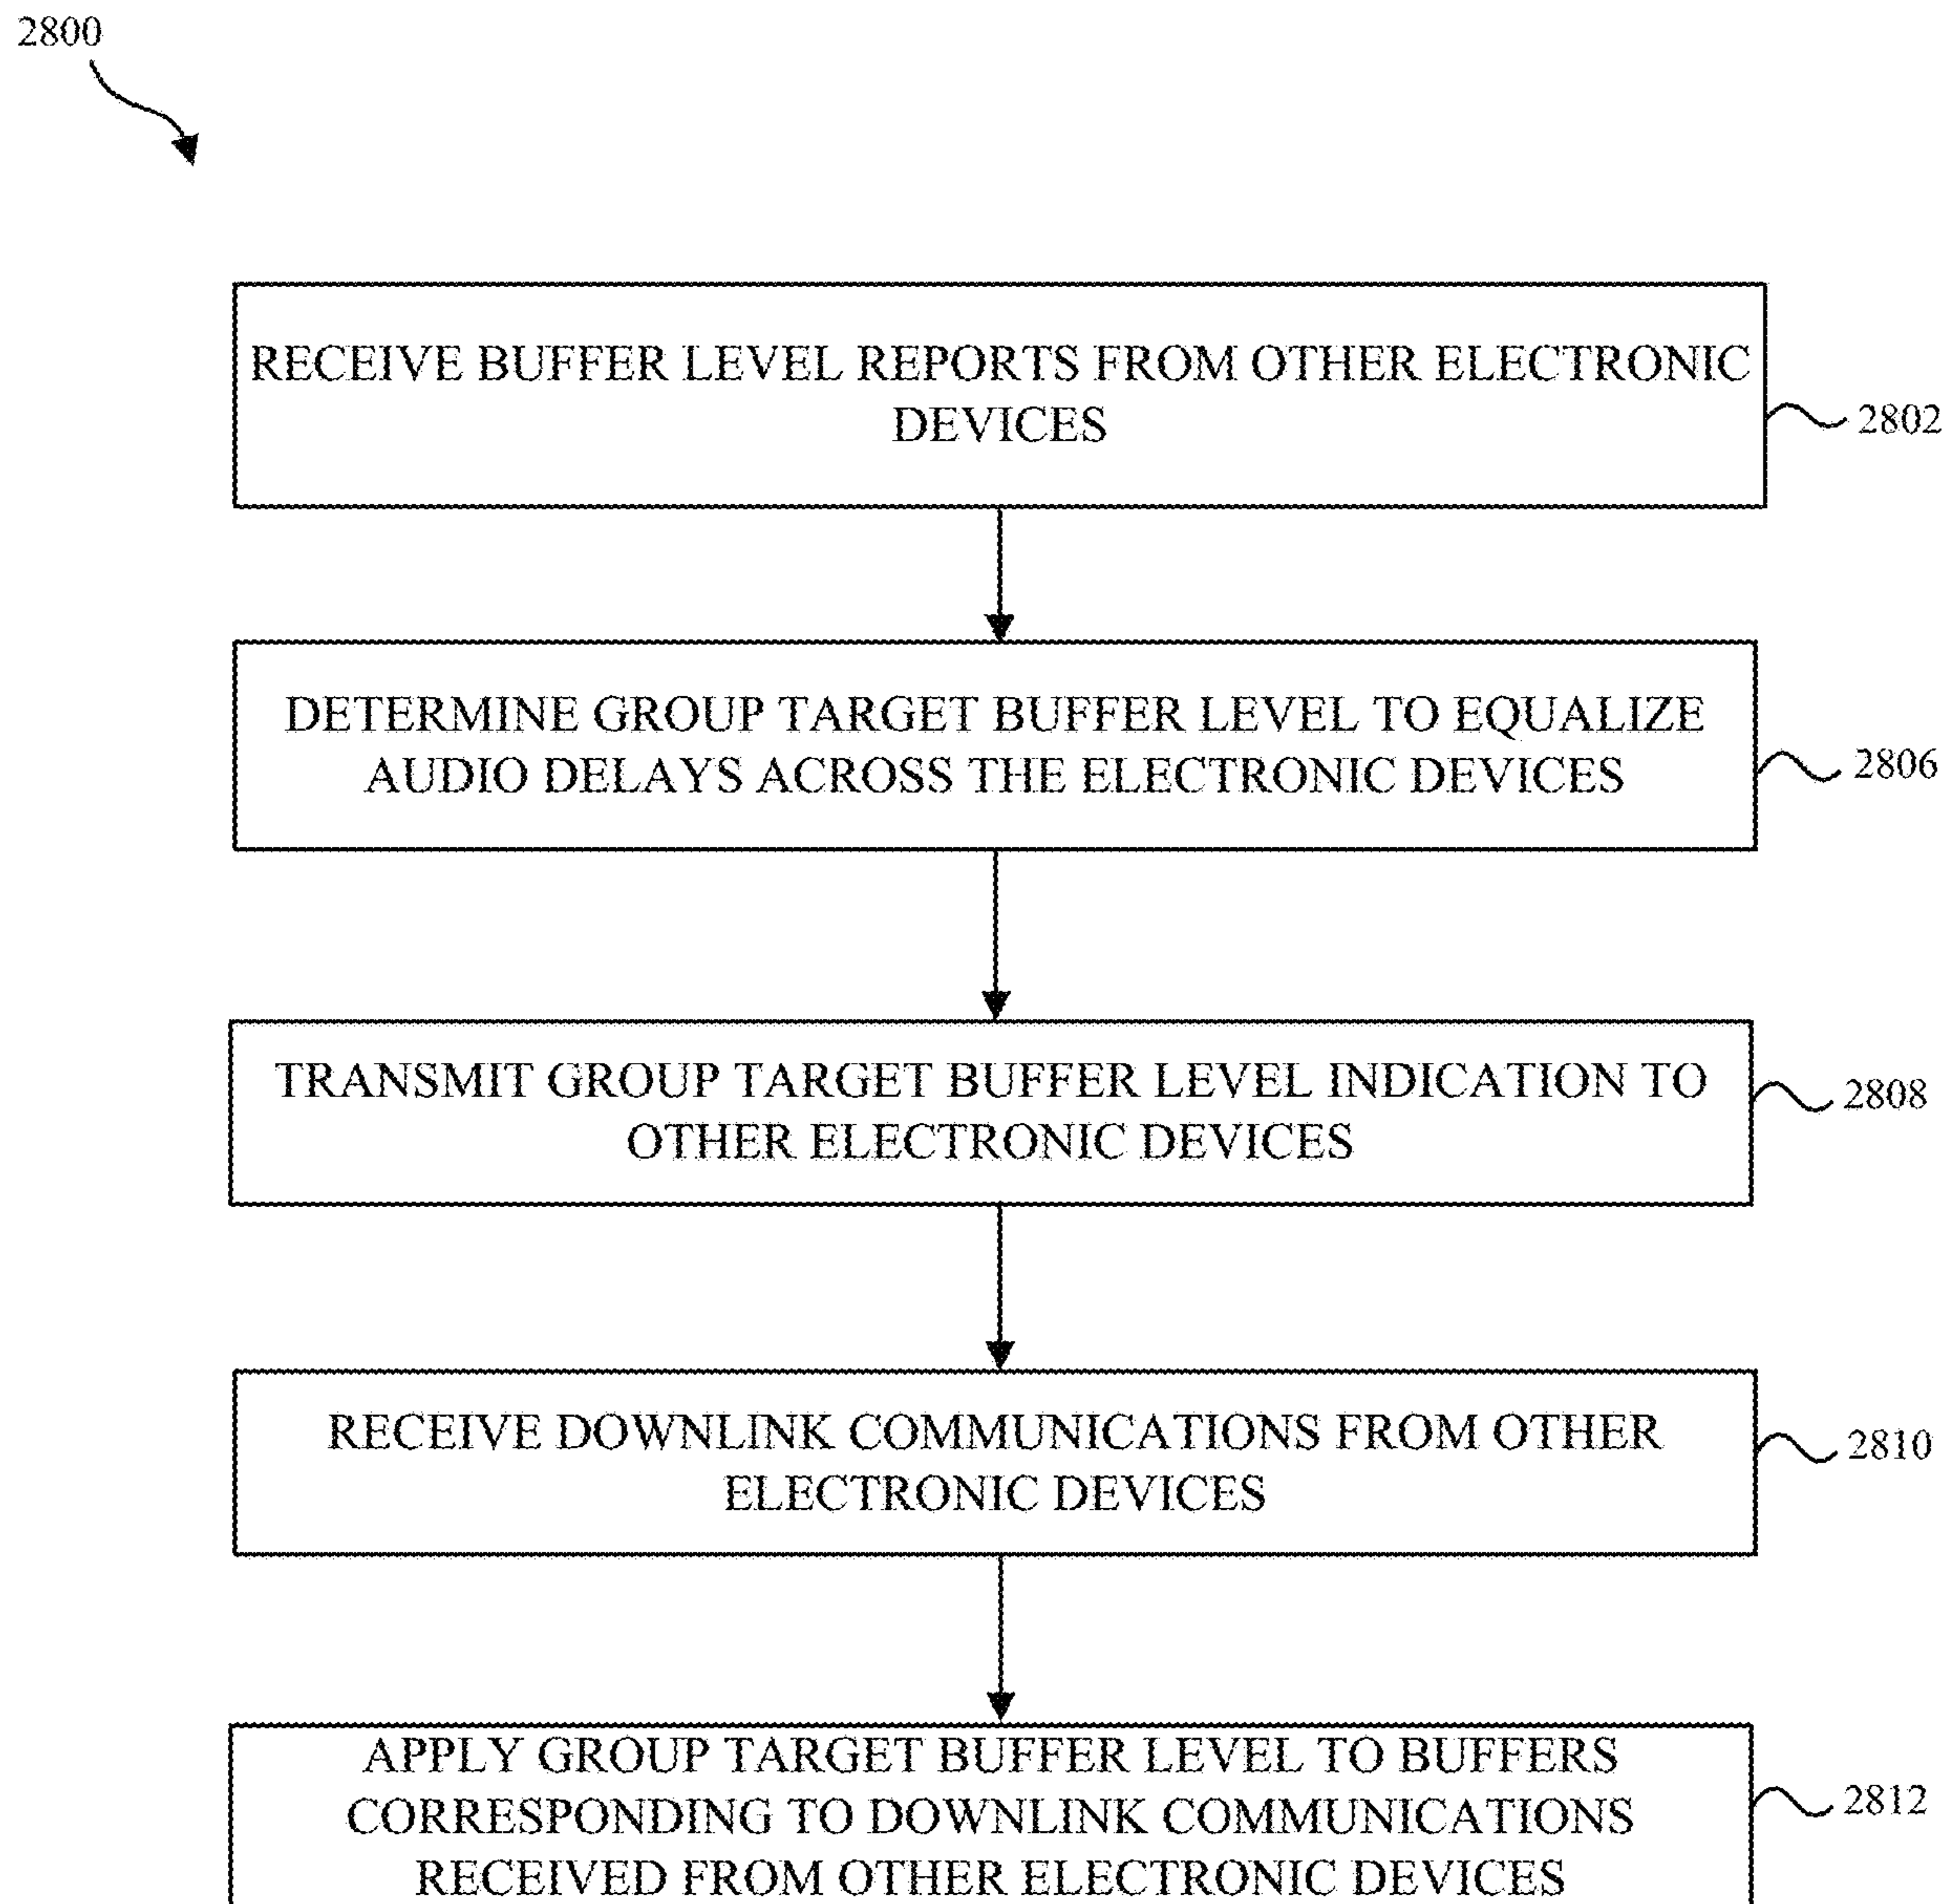 2800
RECEIVE BUFFER LEVEL REPORTS FROM OTHER ELECTRONIC
DEVICES
2802
DETERMINE GROUP TARGET BUFFER LEVEL TO EQUALIZE
AUDIO DELAYS ACROSS THE ELECTRONIC DEVICES
2806
TRANSMIT GROUP TARGET BUFFER LEVEL INDICATION TO
OTHER ELECTRONIC DEVICES
2808
RECEIVE DOWNLINK COMMUNICATIONS FROM OTHER
ELECTRONIC DEVICES
2810
APPLY GROUP TARGET BUFFER LEVEL TO BUFFERS
CORRESPONDING TO DOWNLINK COMMUNICATIONS
RECEIVED FROM OTHER ELECTRONIC DEVICES
2812